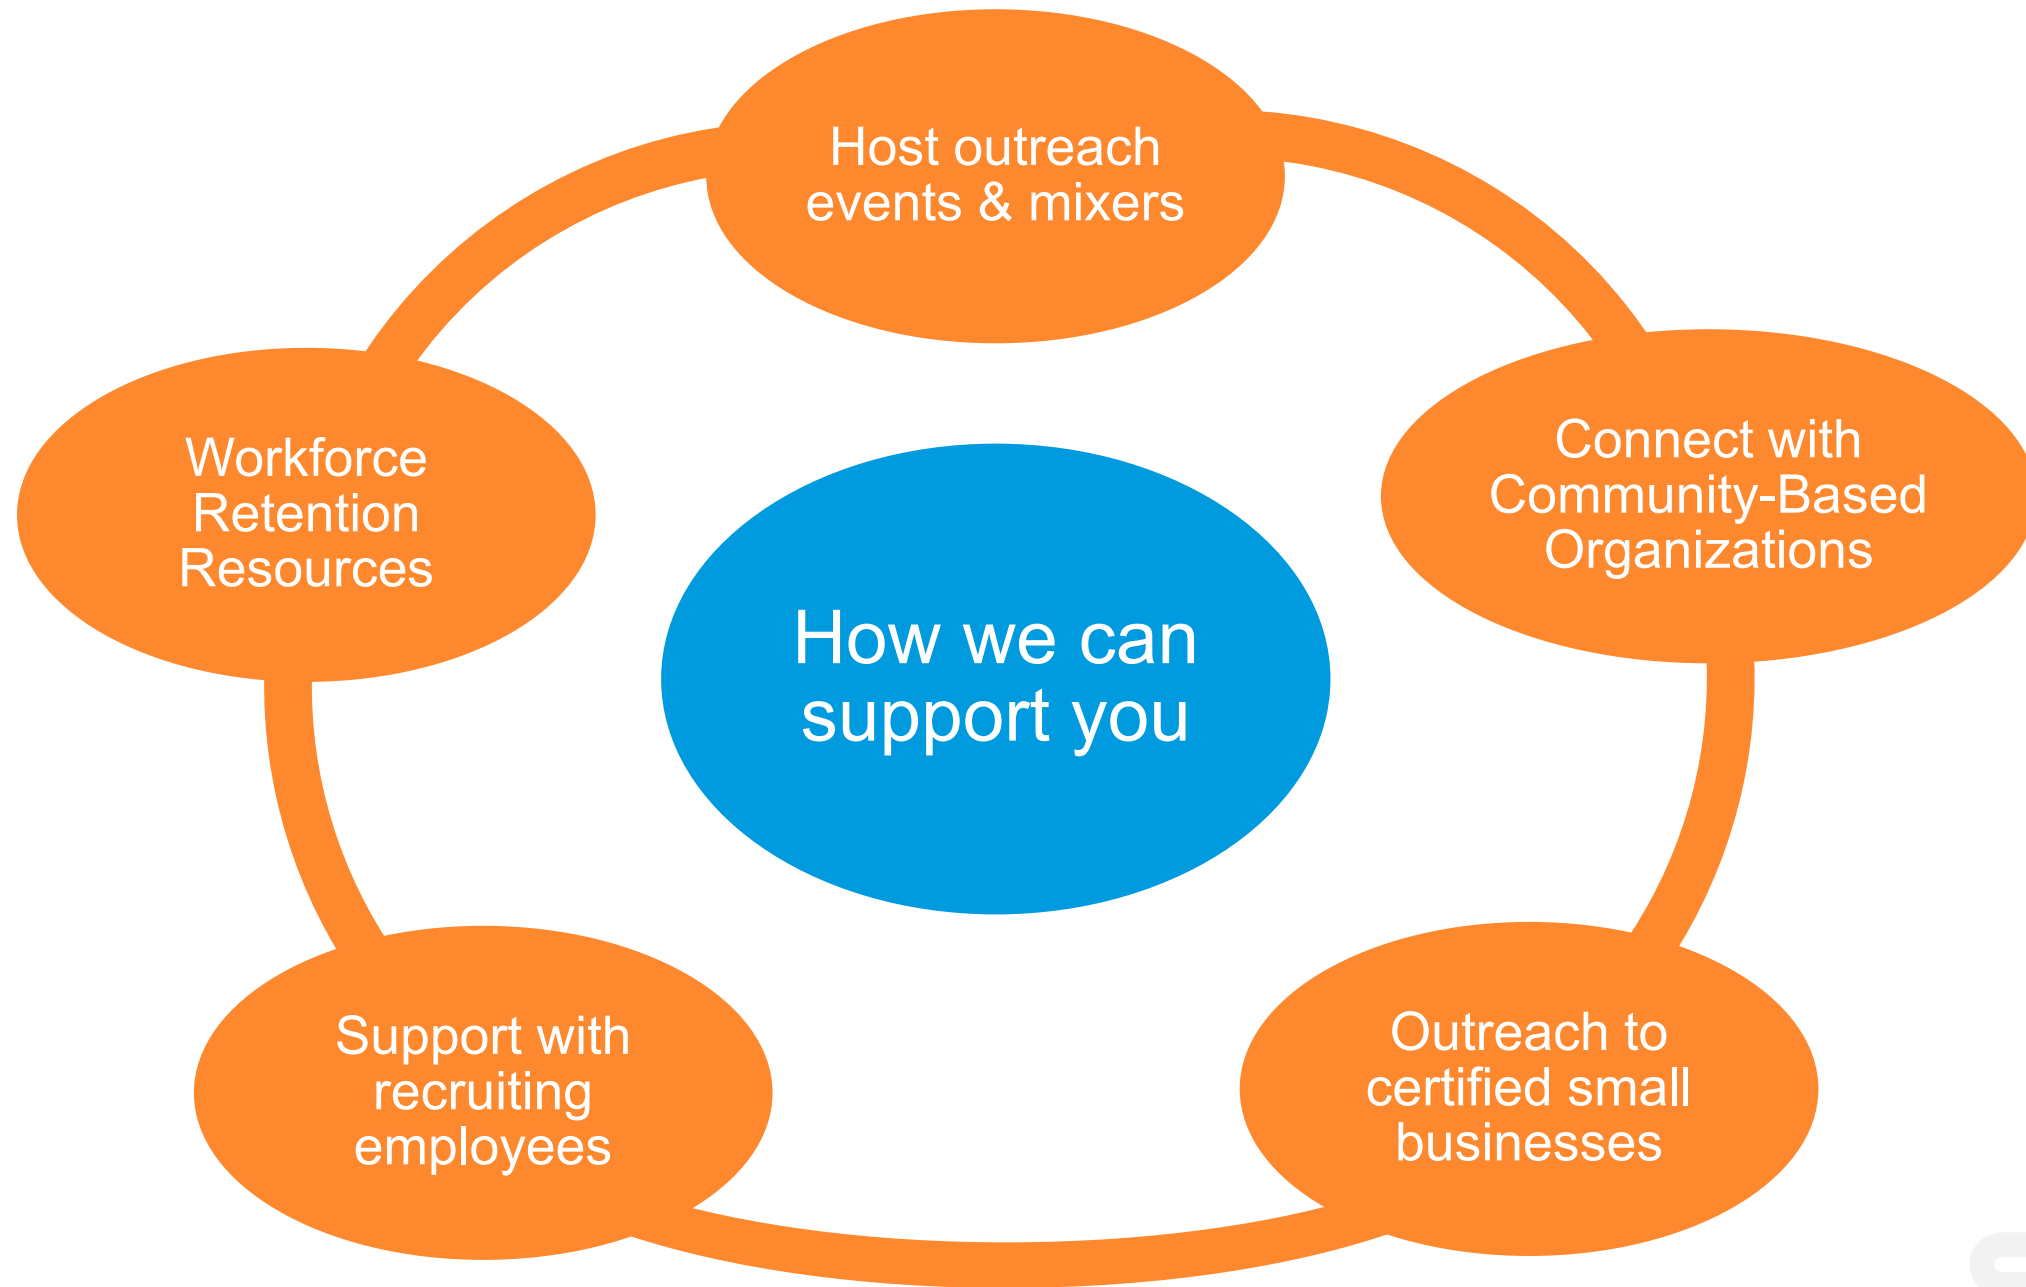 Host outreach
events & mixers
Connect with
Community-Based
Organizations
Workforce
Retention
Resources
How we can
support you
Outreach to
certified small
businesses
Support with
recruiting
employees